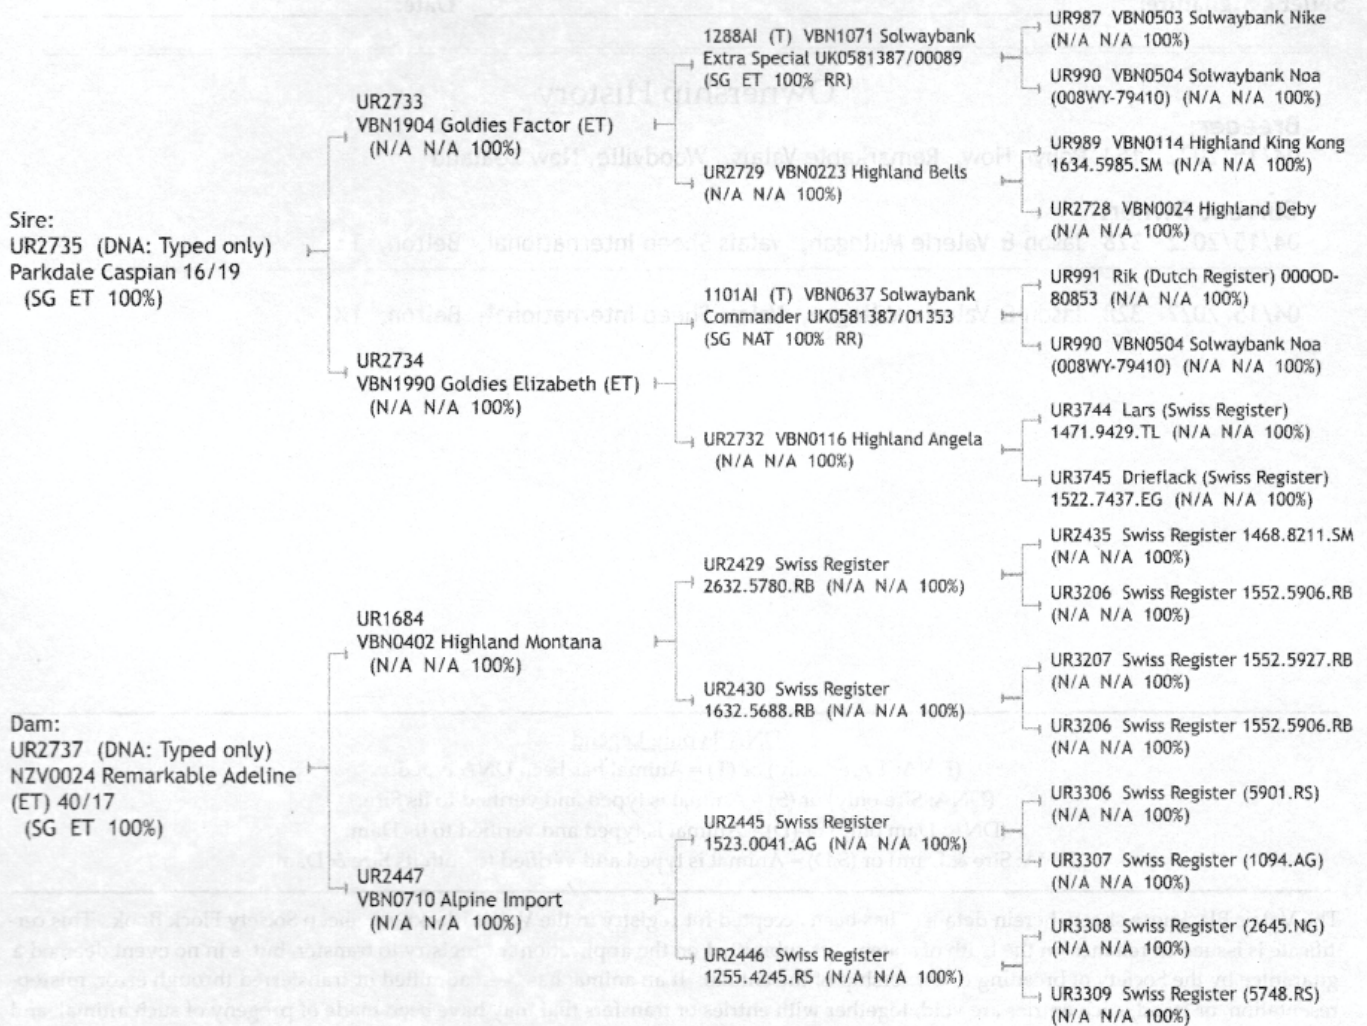 Sire:
UR2735 (DNA: Typed only)
Parkdale Caspian 16/19
(SG ET 100%)
Dam:
UR2737 (DNA: Typed only)
NZV0024 Remarkable Adeline
(ET) 40/17
(SG ET 100%)
UR2733
VBN1904 Goldies Factor (ET)
(N/A N/A 100%)
UR2734
VBN1990 Goldies Elizabeth (ET)
(N/A N/A 100%)
UR1684
VBN0402 Highland Montana
(N/A N/A 100%)
UR2447
VBN0710 Alpine Import
(N/A N/A 100%)
1288AI (T) VBN1071 Solwaybank
Extra Special UK0581387/00089
(SG ET 100% RR)
UR2729 VBN0223 Highland Bells
(N/A N/A 100%)
1101AI (T) VBN0637 Solwaybank
Commander UK0581387/01353
(SG NAT 100% RR)
UR2732 VBN0116 Highland Angela
(N/A N/A 100%)
UR2429 Swiss Register
2632.5780.RB (N/A N/A 100%)
UR2430 Swiss Register
1632.5688.RB (N/A N/A 100%)
UR2445 Swiss Register
1523.0041.AG (N/A N/A 100%)
UR2446 Swiss Register
1255.4245.RS (N/A N/A 100%)
UR987 VBN0503 Solwaybank Nike
(N/A N/A 100%)
UR990 VBN0504 Solwaybank Noa
(008WY-79410) (N/A N/A 100%)
UR989 VBN0114 Highland King Kong
1634.5985.SM (N/A N/A 100%)
UR2728 VBN0024 Highland Deby
(N/A N/A 100%)
UR991 Rik (Dutch Register) 000OD-
80853 (N/A N/A 100%)
UR990 VBN0504 Solwaybank Noa
(008WY-79410) (N/A N/A 100%)
UR3744 Lars (Swiss Register)
1471.9429.TL (N/A N/A 100%)
UR3745 Drieflack (Swiss Register)
1522.7437.EG (N/A N/A 100%)
UR2435 Swiss Register 1468.8211.SM
(N/A N/A 100%)
UR3206 Swiss Register 1552.5906.RB
(N/A N/A 100%)
UR3207 Swiss Register 1552.5927.RB
(N/A N/A 100%)
UR3206 Swiss Register 1552.5906.RB
(N/A N/A 100%)
UR3306 Swiss Register (5901.RS)
(N/A N/A 100%)
UR3307 Swiss Register (1094.AG)
(N/A N/A 100%)
UR3308 Swiss Register (2645.NG)
(N/A N/A 100%)
UR3309 Swiss Register (5748.RS)
(N/A N/A 100%)